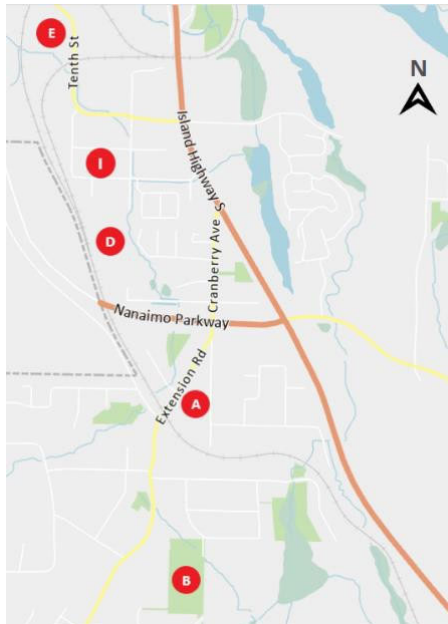 E
Tenth St
N
I
Island Highway S
D
Cranberry Ave
Nanaimo Parkway
Extension Rd
A
B